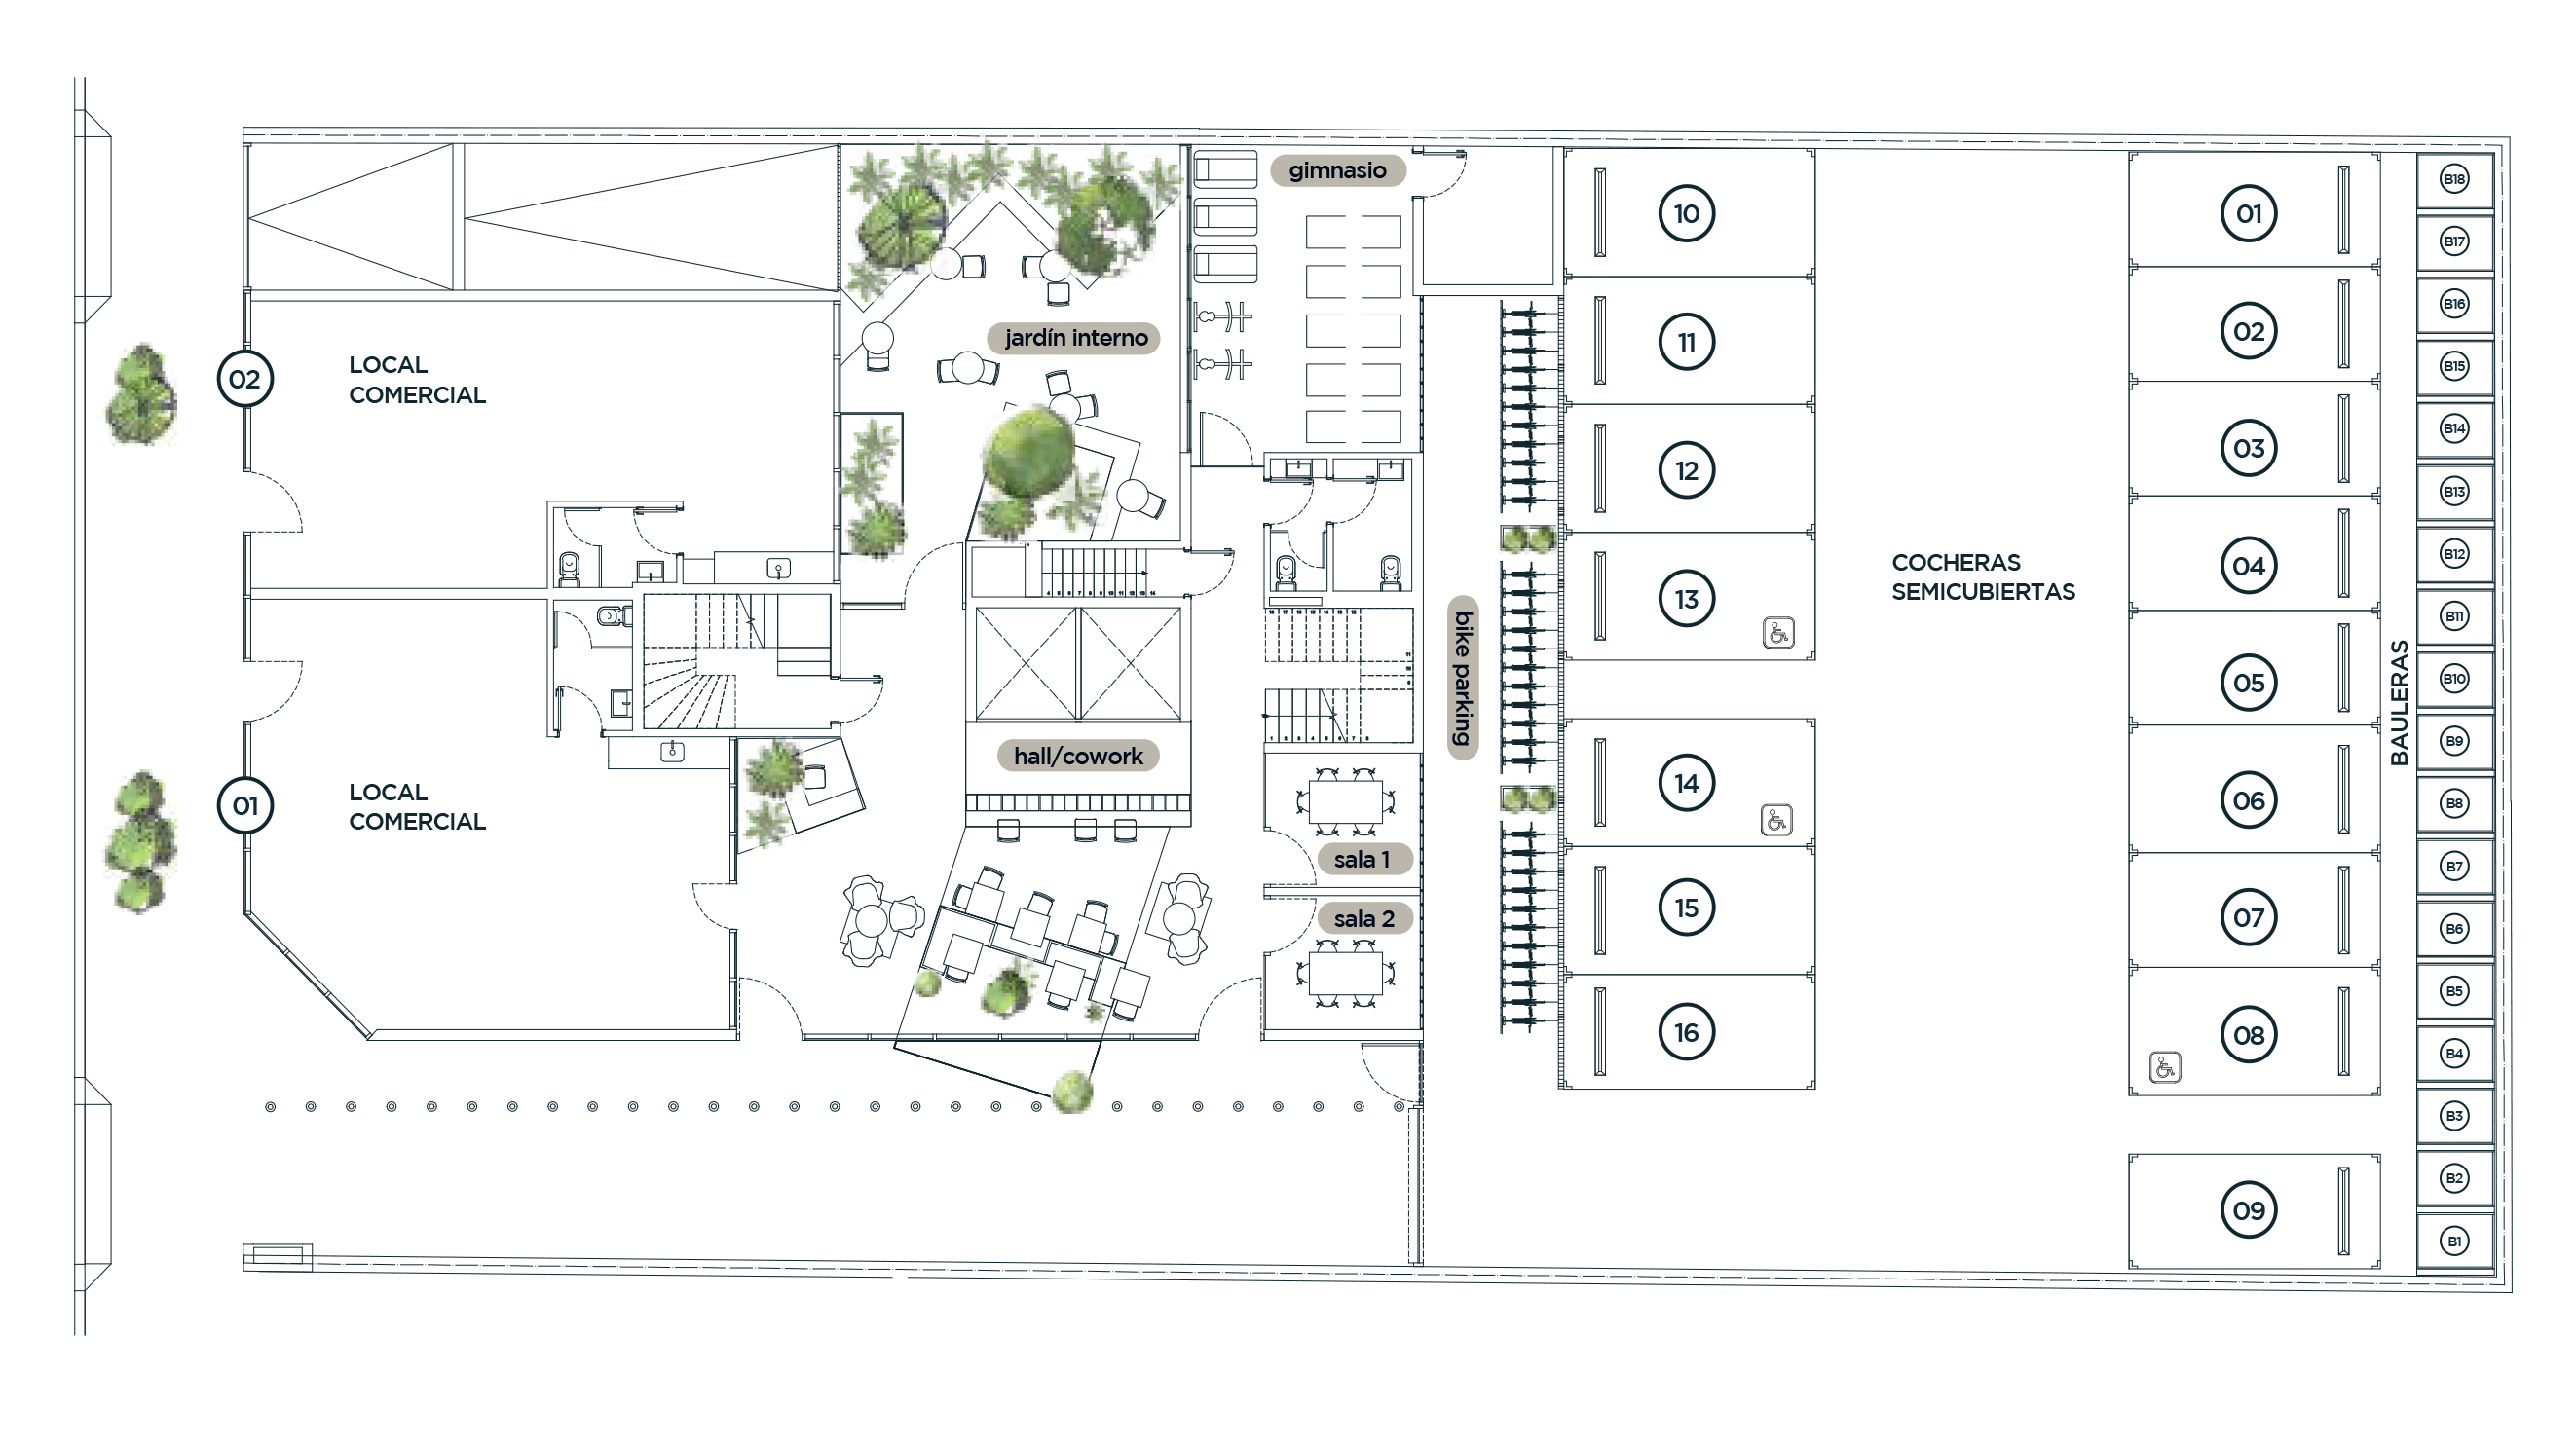 gimnasio
jardín interno
02
LOCAL
COMERCIAL
01
LOCAL
COMERCIAL
hall/cowork
sala 1
sala 2
bike parking
10
11
12
13
14
15
16
COCHERAS
SEMICUBIERTAS
01
02
03
04
05
06
07
08
09
BAULERAS
B18
B17
B16
B15
B14
B13
B12
B11
B10
B9
B8
B7
B6
B5
B4
B3
B2
B1